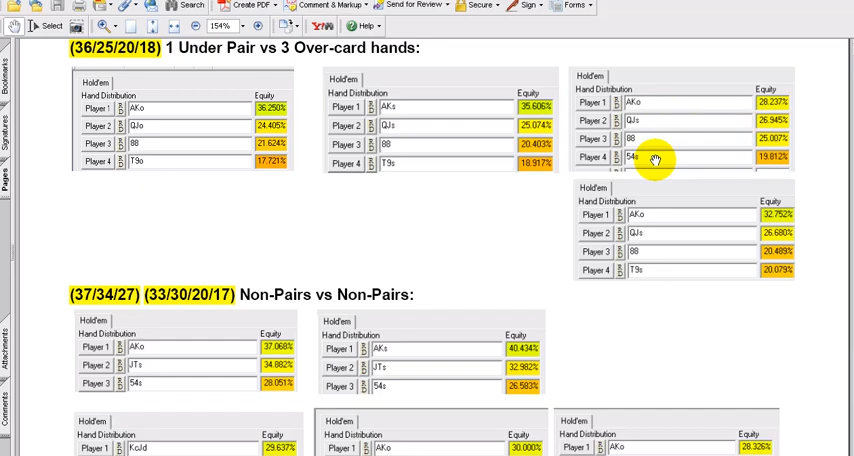 Search Create PDF Comment & Markup Send for Review Secure Sign Forms
Select 154% Help
(36/25/20/18) 1 Under Pair vs 3 Over-card hands:
Hold'em
Hand Distribution Equity
Player 1 AKo 36.250%
Player 2 QJo 24.405%
Player 3 88 21.624%
Player 4 T9o 17.721%
Hold'em
Hand Distribution Equity
Player 1 AKs 35.606%
Player 2 QJs 25.074%
Player 3 88 20.403%
Player 4 T9s 18.917%
Hold'em
Hand Distribution Equity
Player 1 AKo 28.237%
Player 2 QJs 26.945%
Player 3 88 25.007%
Player 4 54s 19.812%
Hold'em
Hand Distribution Equity
Player 1 AKo 32.752%
Player 2 QJs 26.680%
Player 3 88 20.489%
Player 4 T9s 20.079%
(37/34/27) (33/30/20/17) Non-Pairs vs Non-Pairs:
Hold'em
Hand Distribution Equity
Player 1 AKo 37.068%
Player 2 JTs 34.882%
Player 3 54s 28.051%
Hold'em
Hand Distribution Equity
Player 1 AKs 40.434%
Player 2 JTs 32.982%
Player 3 54s 26.583%
Hold'em
Hand Distribution Equity
Player 1 KcJd 29.637%
Hold'em
Hand Distribution Equity
Player 1 AKo 30.000%
Hold'em
Hand Distribution Equity
Player 1 AKo 28.326%
Bookmarks
Signatures
Pages
Attachments
Comments